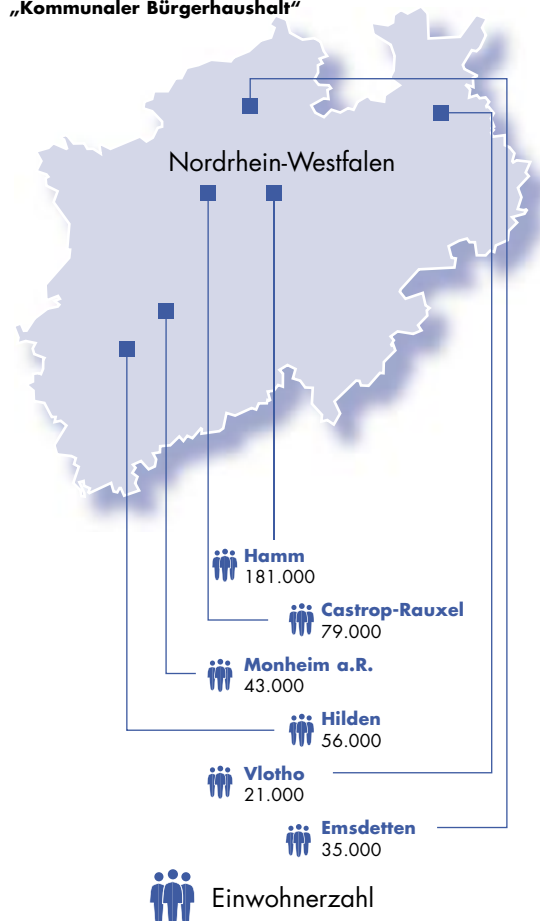 „Kommunaler Bürgerhaushalt“
Nordrhein-Westfalen
Hamm
181.000
Castrop-Rauxel
79.000
Monheim a.R.
43.000
Hilden
56.000
Vlotho
21.000
Emsdetten
35.000
Einwohnerzahl